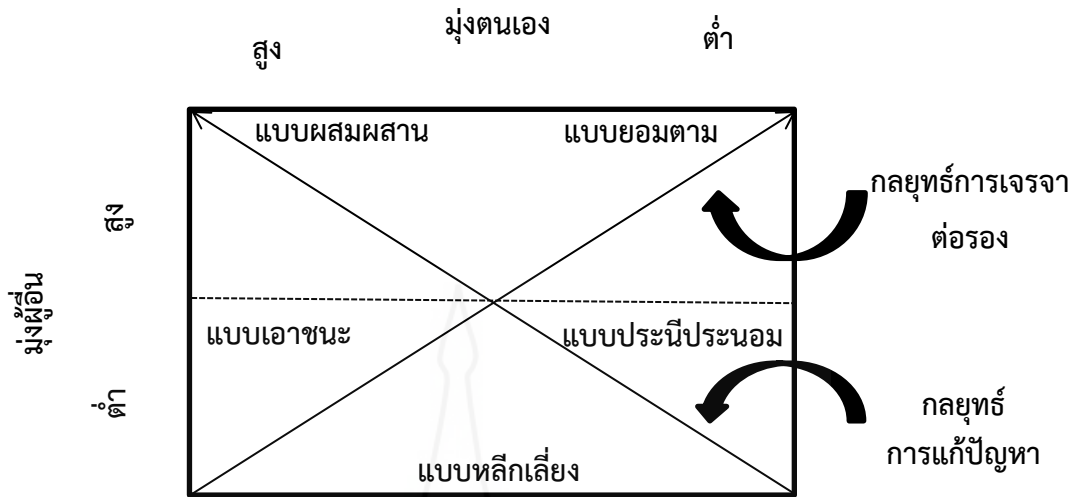 มุ่งตนเอง
สูง
ต่ำ
แบบผสมผสาน
แบบยอมตาม
กลยุทธ์การเจรจา
ต่อรอง
สูง
มุ่งผู้อื่น
ต่ำ
แบบเอาชนะ
แบบประนีประนอม
กลยุทธ์
การแก้ปัญหา
แบบหลีกเลี่ยง